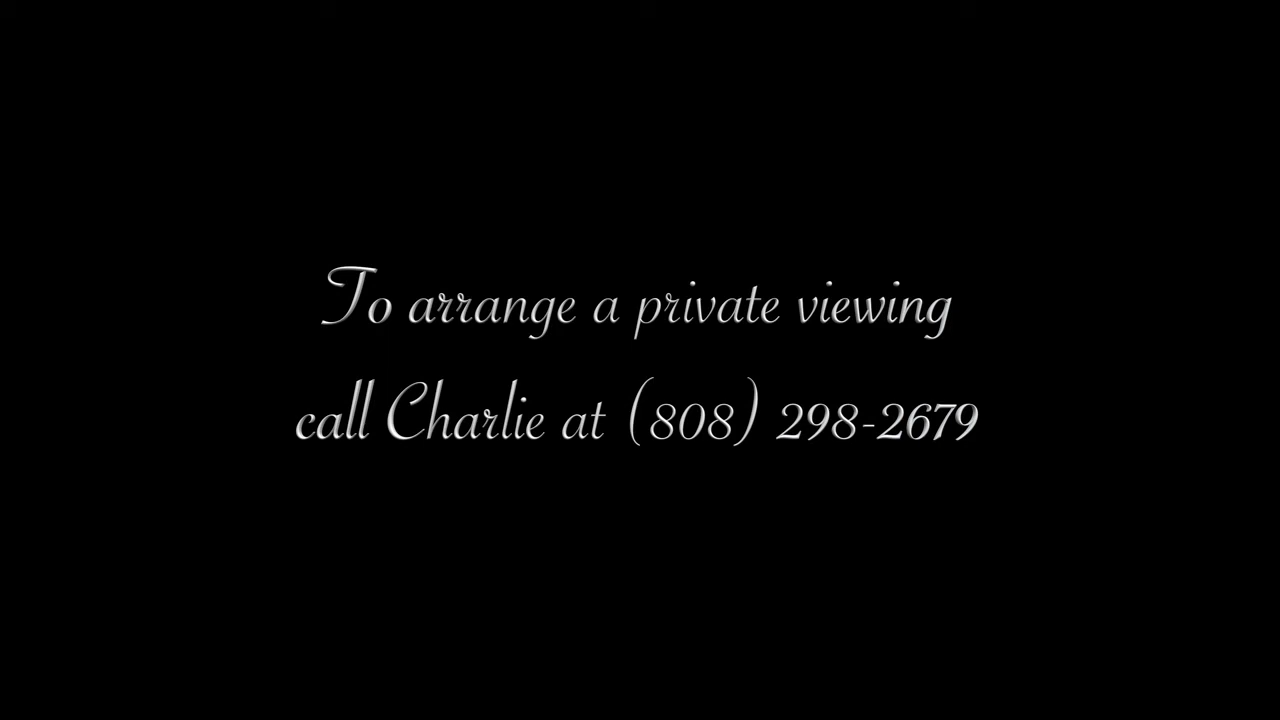 To arrange a private viewing
call Charlie at (808) 298-2679